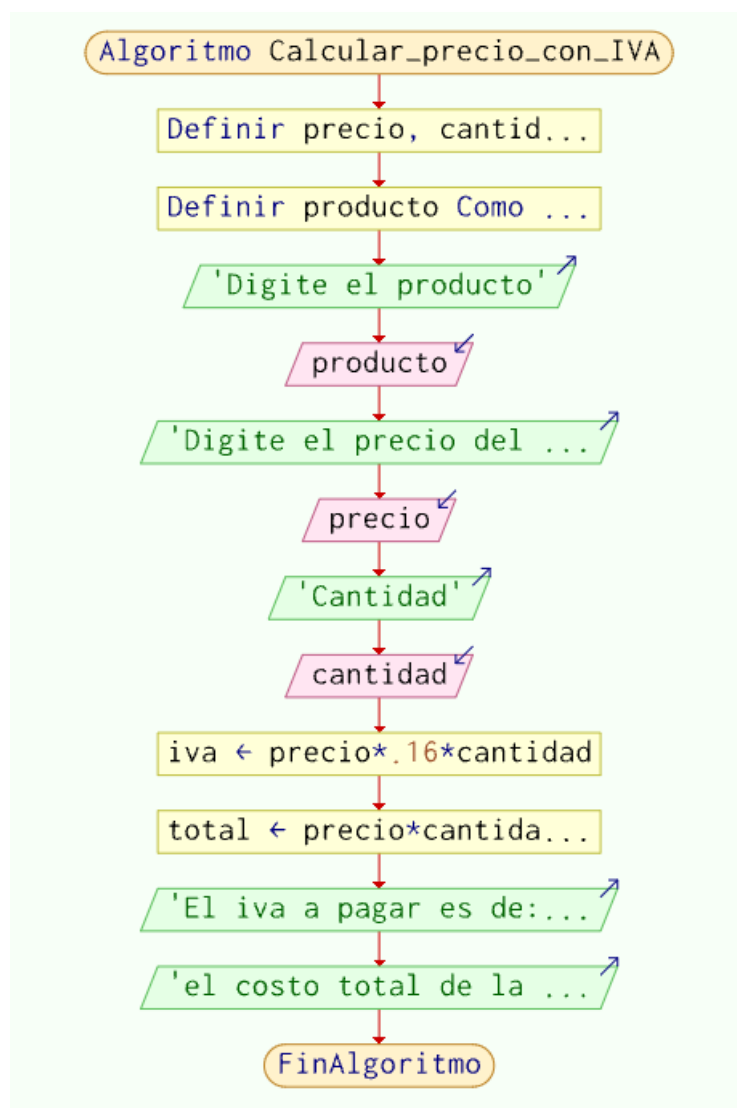 Algoritmo Calcular_precio_con_IVA
Definir precio, cantid...
Definir producto Como ...
'Digite el producto'
producto
'Digite el precio del ...
precio
'Cantidad'
cantidad
iva ← precio*.16*cantidad
total ← precio*cantida...
'El iva a pagar es de:...
'el costo total de la ...
FinAlgoritmo